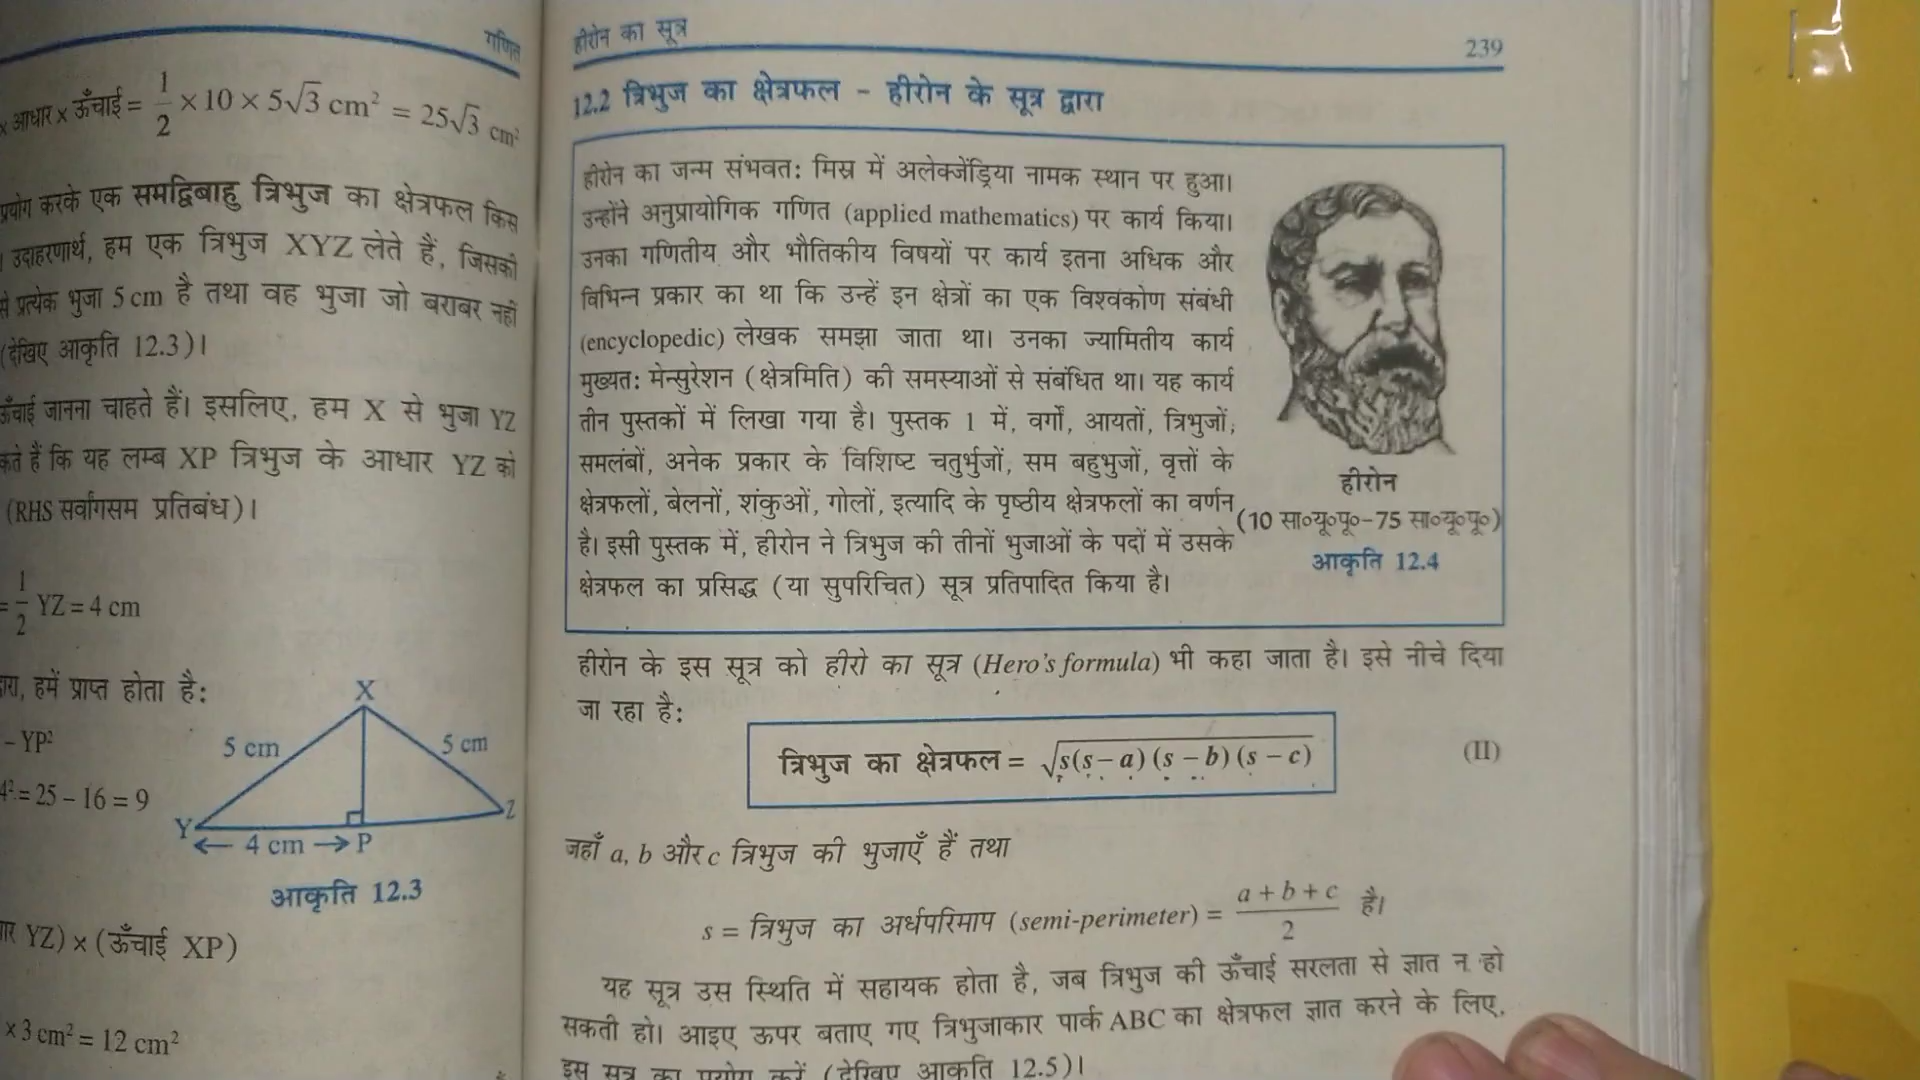 गणित
आधार × ऊँचाई = 1/2 × 10 × 5√3 cm² = 25√3 cm²
प्रयोग करके एक समद्विबाहु त्रिभुज का क्षेत्रफल किस
। उदाहरणार्थ, हम एक त्रिभुज XYZ लेते हैं, जिसकी
से प्रत्येक भुजा 5 cm है तथा वह भुजा जो बराबर नहीं
(देखिए आकृति 12.3)।
ऊँचाई जानना चाहते हैं। इसलिए, हम X से भुजा YZ
हैं कि यह लम्ब XP त्रिभुज के आधार YZ को
(RHS सर्वांगसम प्रतिबंध)।
= 1/2 YZ = 4 cm
हमें प्राप्त होता है:
– YP²
4² = 25 – 16 = 9
X
5 cm
5 cm
Y
Z
4 cm
P
आकृति 12.3
YZ) × (ऊँचाई XP)
× 3 cm² = 12 cm²
हीरोन का सूत्र
239
12.2 त्रिभुज का क्षेत्रफल – हीरोन के सूत्र द्वारा
हीरोन का जन्म संभवत: मिस्र में अलेक्जेंड्रिया नामक स्थान पर हुआ।
उन्होंने अनुप्रायोगिक गणित (applied mathematics) पर कार्य किया।
उनका गणितीय और भौतिकीय विषयों पर कार्य इतना अधिक और
विभिन्न प्रकार का था कि उन्हें इन क्षेत्रों का एक विश्वकोण संबंधी
(encyclopedic) लेखक समझा जाता था। उनका ज्यामितीय कार्य
मुख्यत: मेन्सुरेशन (क्षेत्रमिति) की समस्याओं से संबंधित था। यह कार्य
तीन पुस्तकों में लिखा गया है। पुस्तक 1 में, वर्गों, आयतों, त्रिभुजों,
समलंबों, अनेक प्रकार के विशिष्ट चतुर्भुजों, सम बहुभुजों, वृत्तों के
क्षेत्रफलों, बेलनों, शंकुओं, गोलों, इत्यादि के पृष्ठीय क्षेत्रफलों का वर्णन
है। इसी पुस्तक में, हीरोन ने त्रिभुज की तीनों भुजाओं के पदों में उसके
क्षेत्रफल का प्रसिद्ध (या सुपरिचित) सूत्र प्रतिपादित किया है।
हीरोन
(10 सा०यू०पू०–75 सा०यू०पू०)
आकृति 12.4
हीरोन के इस सूत्र को हीरो का सूत्र (Hero's formula) भी कहा जाता है। इसे नीचे दिया
जा रहा है:
त्रिभुज का क्षेत्रफल = √s(s – a) (s – b) (s – c)
(II)
जहाँ a, b और c त्रिभुज की भुजाएँ हैं तथा
s = त्रिभुज का अर्धपरिमाप (semi-perimeter) = a + b + c / 2 है।
यह सूत्र उस स्थिति में सहायक होता है, जब त्रिभुज की ऊँचाई सरलता से ज्ञात न हो
सकती हो। आइए ऊपर बताए गए त्रिभुजाकार पार्क ABC का क्षेत्रफल ज्ञात करने के लिए,
इस सूत्र का प्रयोग करें (देखिए आकृति 12.5)।